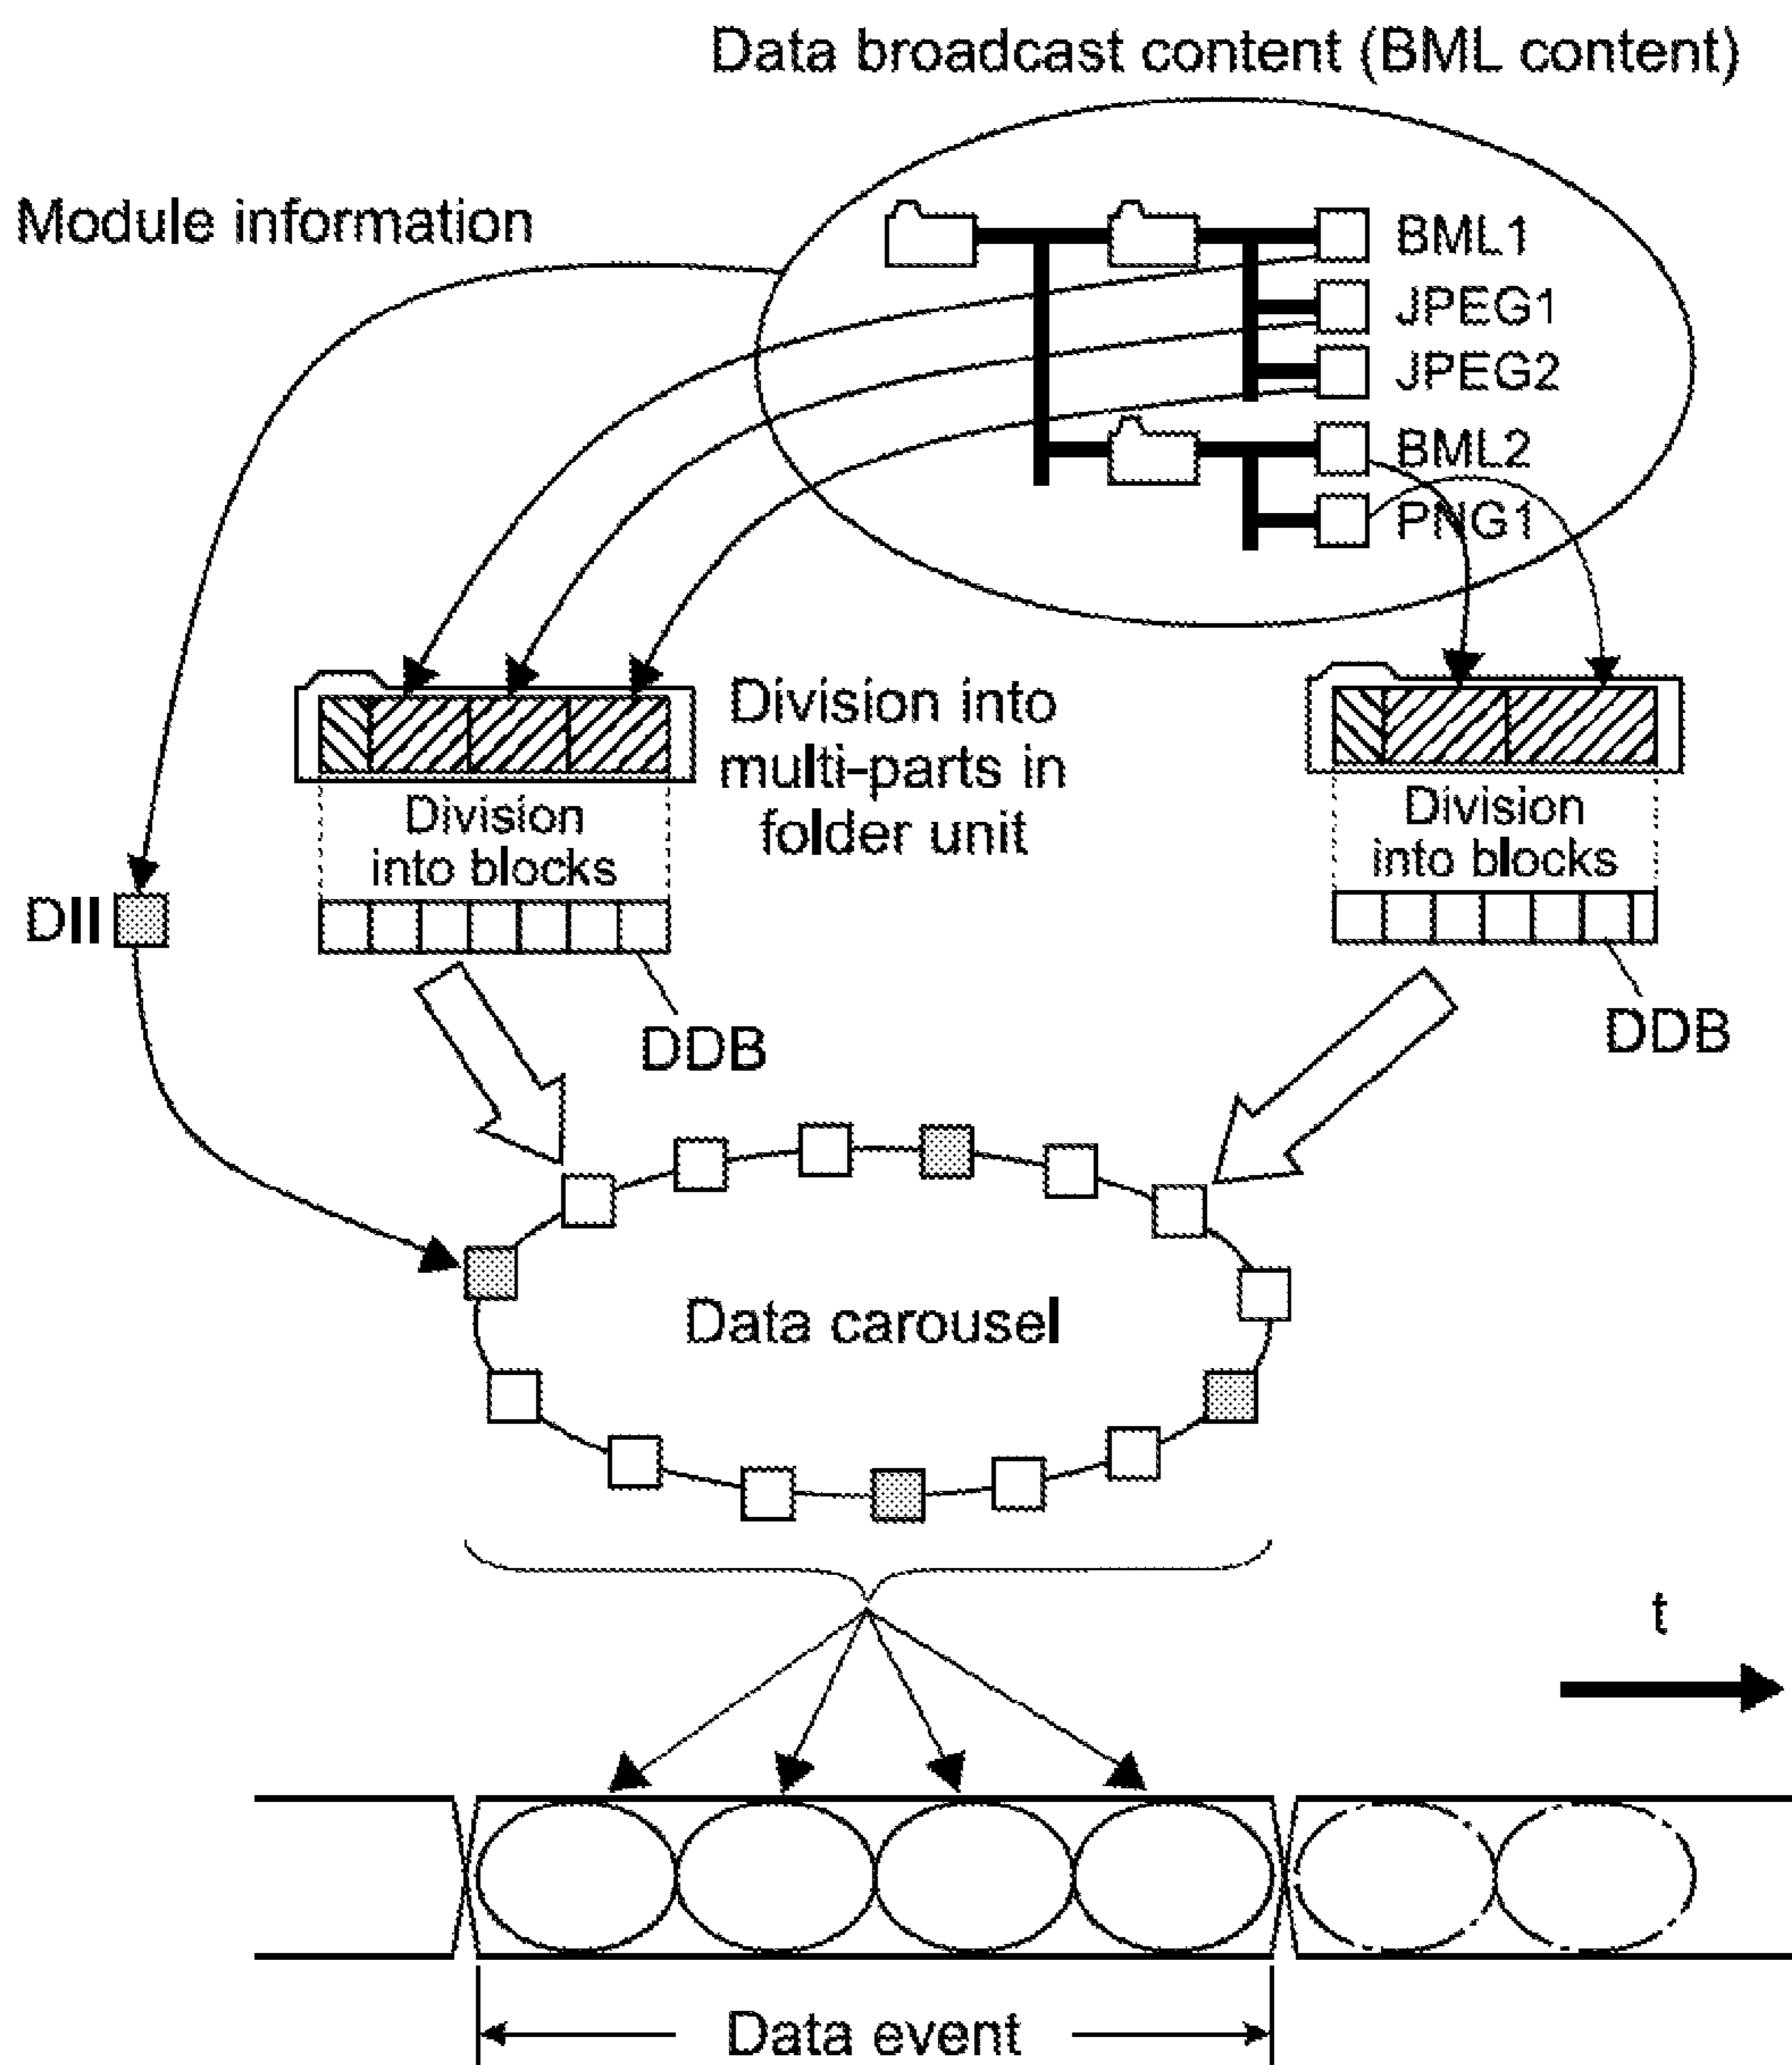 Data broadcast content (BML content)
Module information
BML1
JPEG1
JPEG2
BML2
PNG1
Division into
multi-parts in
folder unit
Division
into blocks
Division
into blocks
DII
DDB
DDB
Data carousel
t
Data event